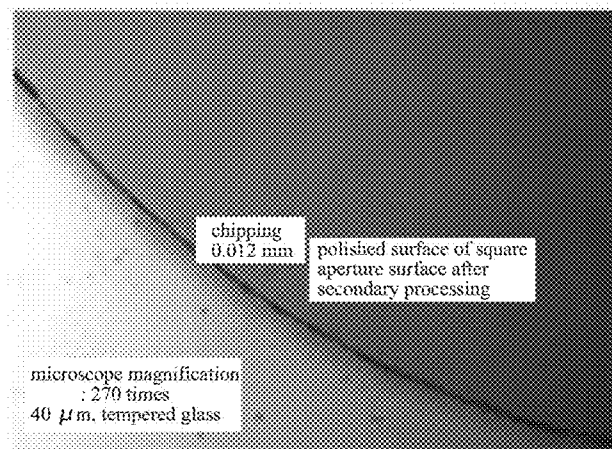 chipping
0.012 mm
polished surface of square
aperture surface after
secondary processing
microscope magnification
: 270 times
40 μm, tempered glass